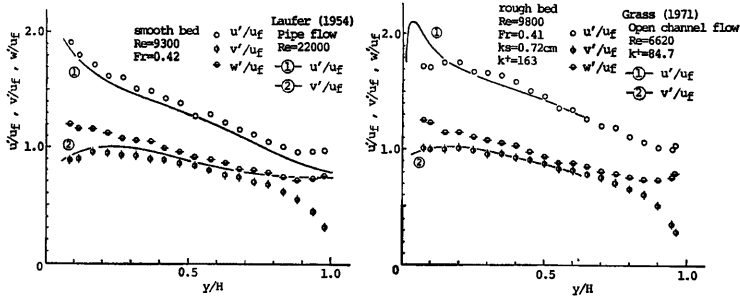 smooth bed
Re=9300
Fr=0.42
u'/uf
v'/uf
w'/uf
Laufer (1954)
Pipe flow
Re=22000
① u'/uf
② v'/uf
u'/uf , v'/uf , w'/uf
2.0
1.0
0
①
②
0.5
1.0
y/H
rough bed
Re=9800
Fr=0.41
ks=0.72cm
k+=163
u'/uf
v'/uf
w'/uf
Grass (1971)
Open channel flow
Re=6620
k+=84.7
① u'/uf
② v'/uf
u'/uf , v'/uf , w'/uf
2.0
1.0
0
①
②
0.5
1.0
y/H